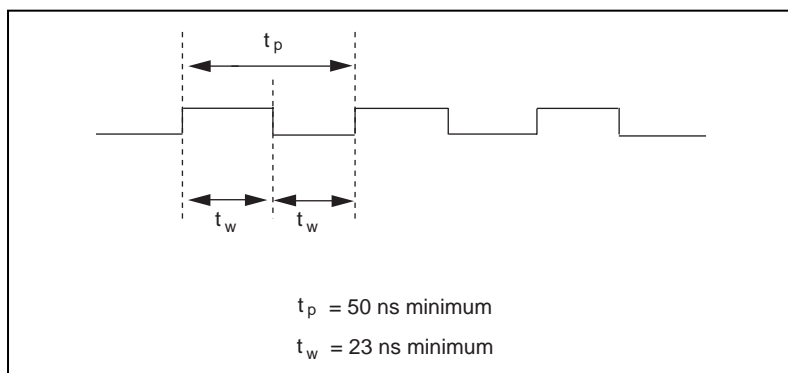 t p
t w t w
t p = 50 ns minimum
t w = 23 ns minimum